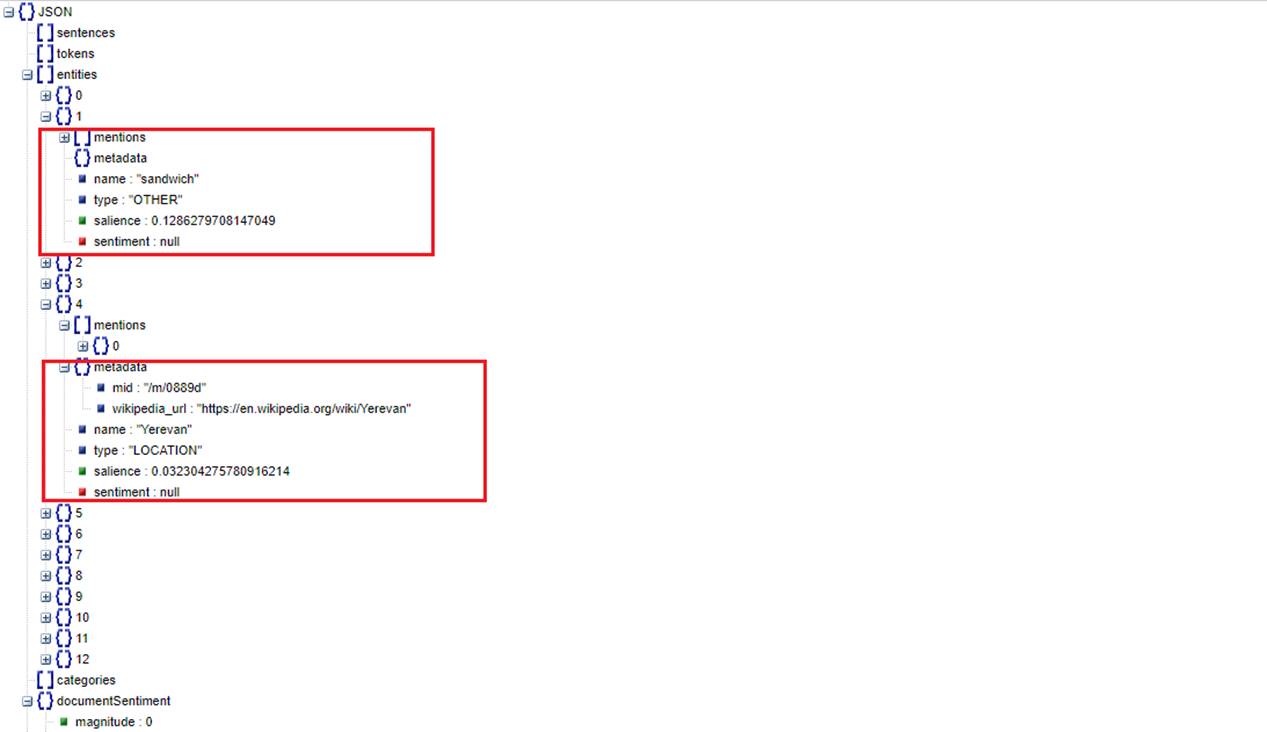 {} JSON
[] sentences
[] tokens
[] entities
{} 0
{} 1
[] mentions
{} metadata
name : "sandwich"
type : "OTHER"
salience : 0.1286279708147049
sentiment : null
{} 2
{} 3
{} 4
[] mentions
{} 0
{} metadata
mid : "/m/0889d"
wikipedia_url : "https://en.wikipedia.org/wiki/Yerevan"
name : "Yerevan"
type : "LOCATION"
salience : 0.032304275780916214
sentiment : null
{} 5
{} 6
{} 7
{} 8
{} 9
{} 10
{} 11
{} 12
[] categories
{} documentSentiment
magnitude : 0